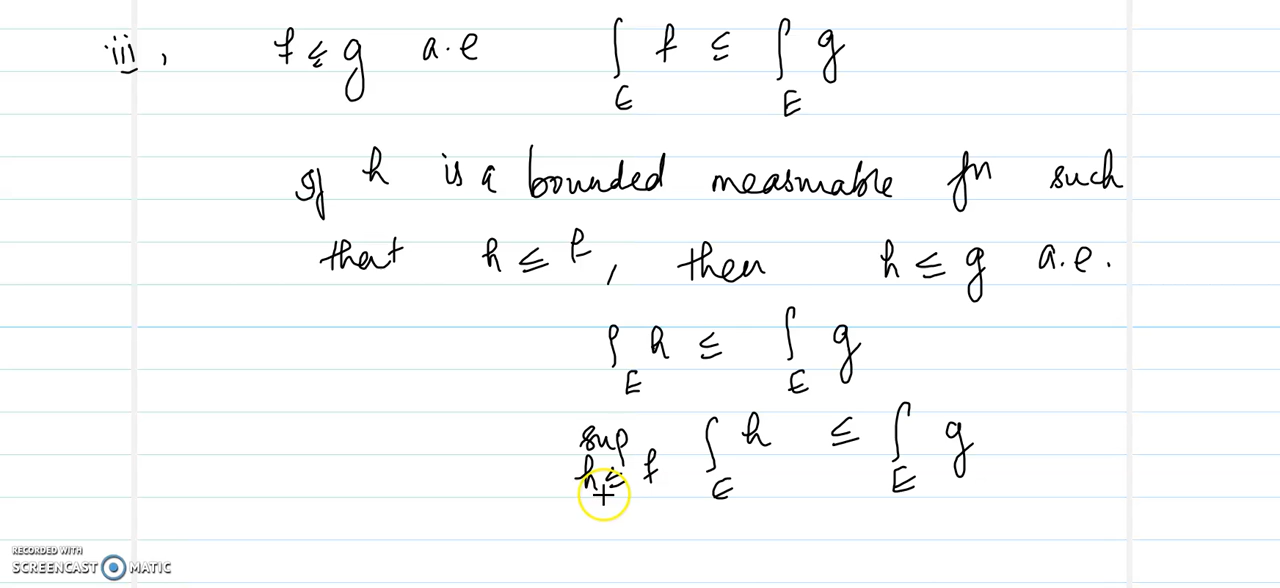 iii, f ≤ g a.e ∫_E f ≤ ∫_E g
If h is a bounded measurable fn such
that h ≤ f, then h ≤ g a.e.
∫_E h ≤ ∫_E g
sup_{h ≤ f} ∫_E h ≤ ∫_E g
RECORDED WITH
SCREENCAST MATIC